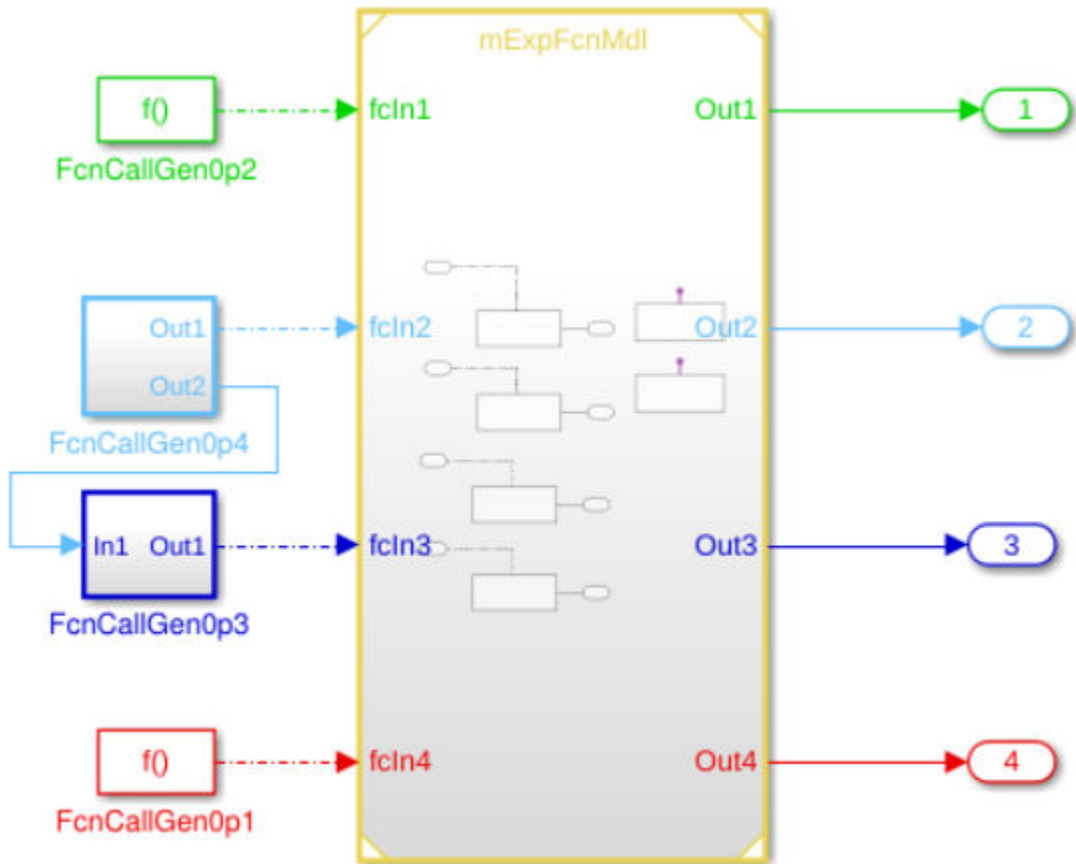 mExpFcnMdl
f()
fcIn1
Out1
1
FcnCallGen0p2
Out1
fcIn2
Out2
2
Out2
FcnCallGen0p4
In1
Out1
fcIn3
Out3
3
FcnCallGen0p3
f()
fcIn4
Out4
4
FcnCallGen0p1